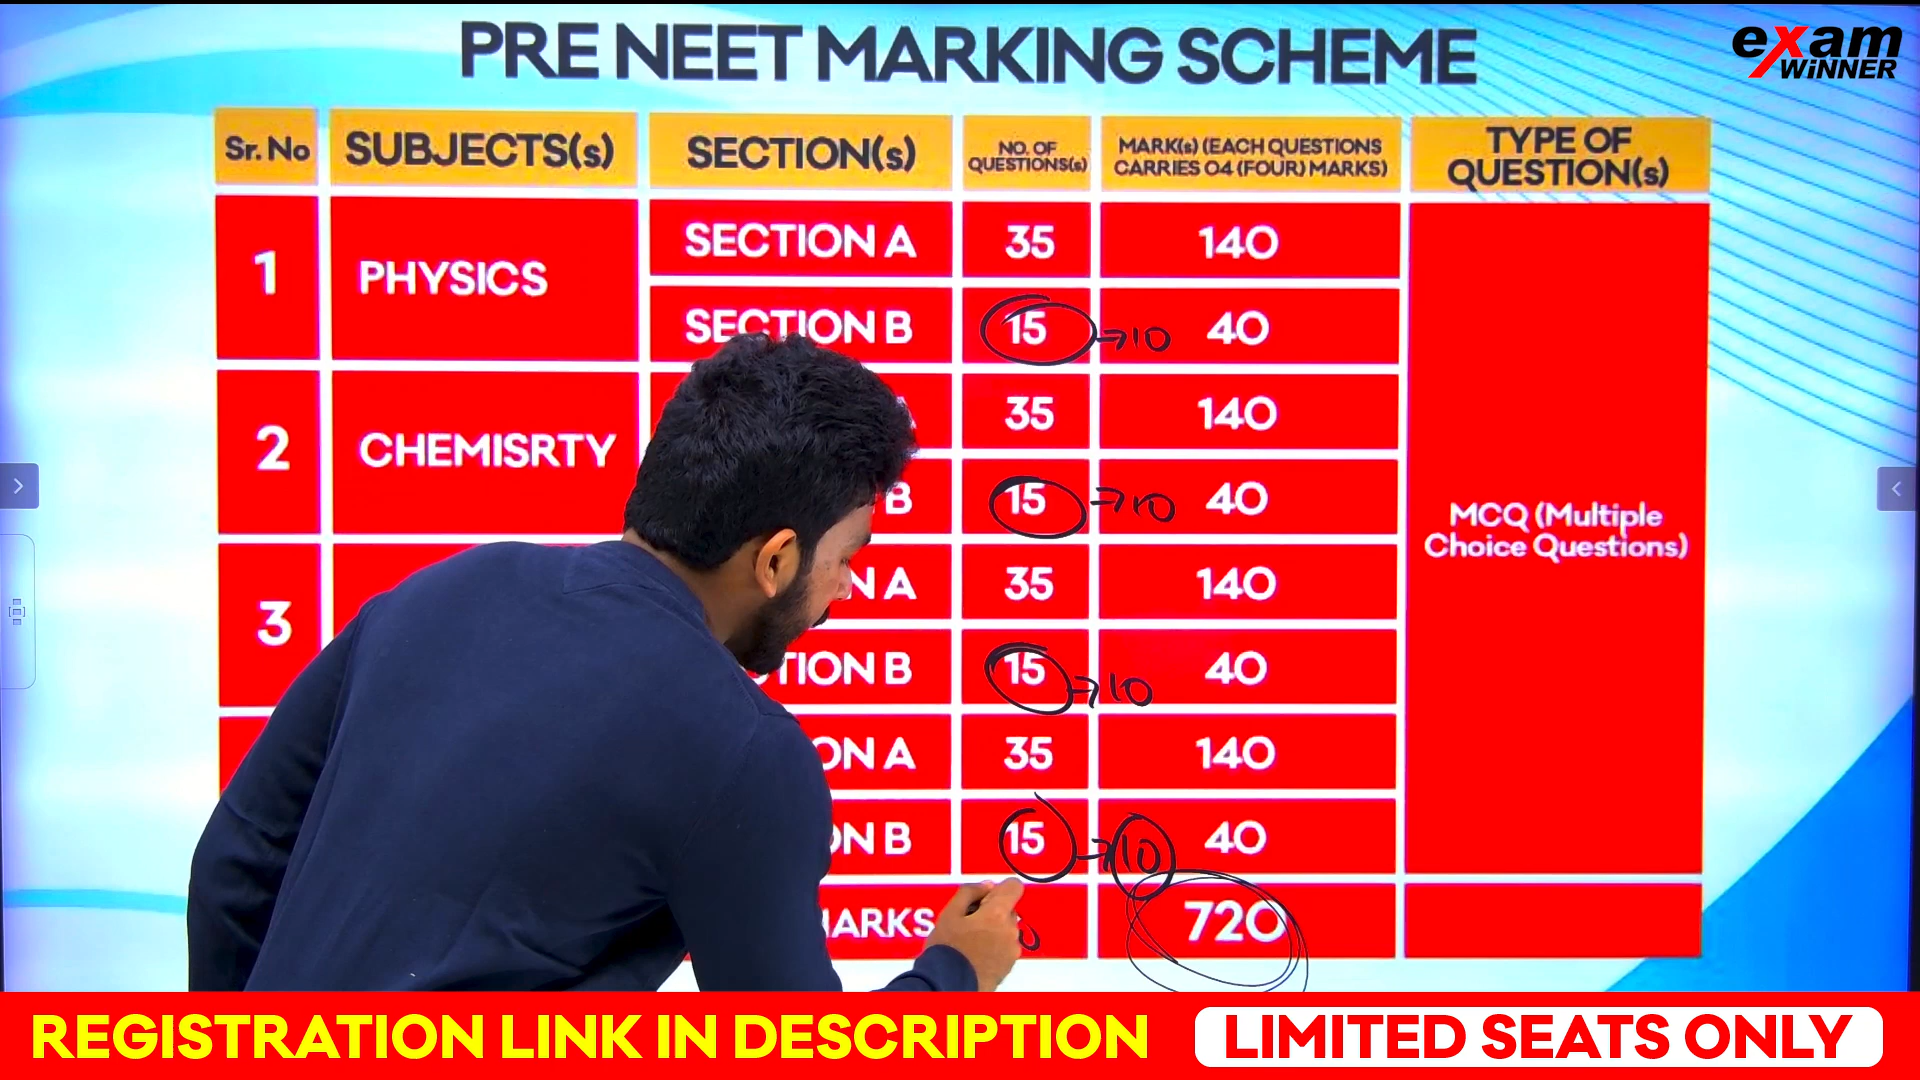 PRE NEET MARKING SCHEME
exam
WiNNER
Sr. No SUBJECTS(s) SECTION(s) NO. OF QUESTIONS(s) MARK(s) (EACH QUESTIONS CARRIES 04 (FOUR) MARKS) TYPE OF QUESTION(s)
1 PHYSICS SECTION A 35 140
SECTION B 15 →10 40
2 CHEMISRTY 35 140
B 15 →10 40
MCQ (Multiple
Choice Questions)
3 N A 35 140
TION B 15 →10 40
ON A 35 140
ON B 15 →10 40
ARKS 720
REGISTRATION LINK IN DESCRIPTION
LIMITED SEATS ONLY